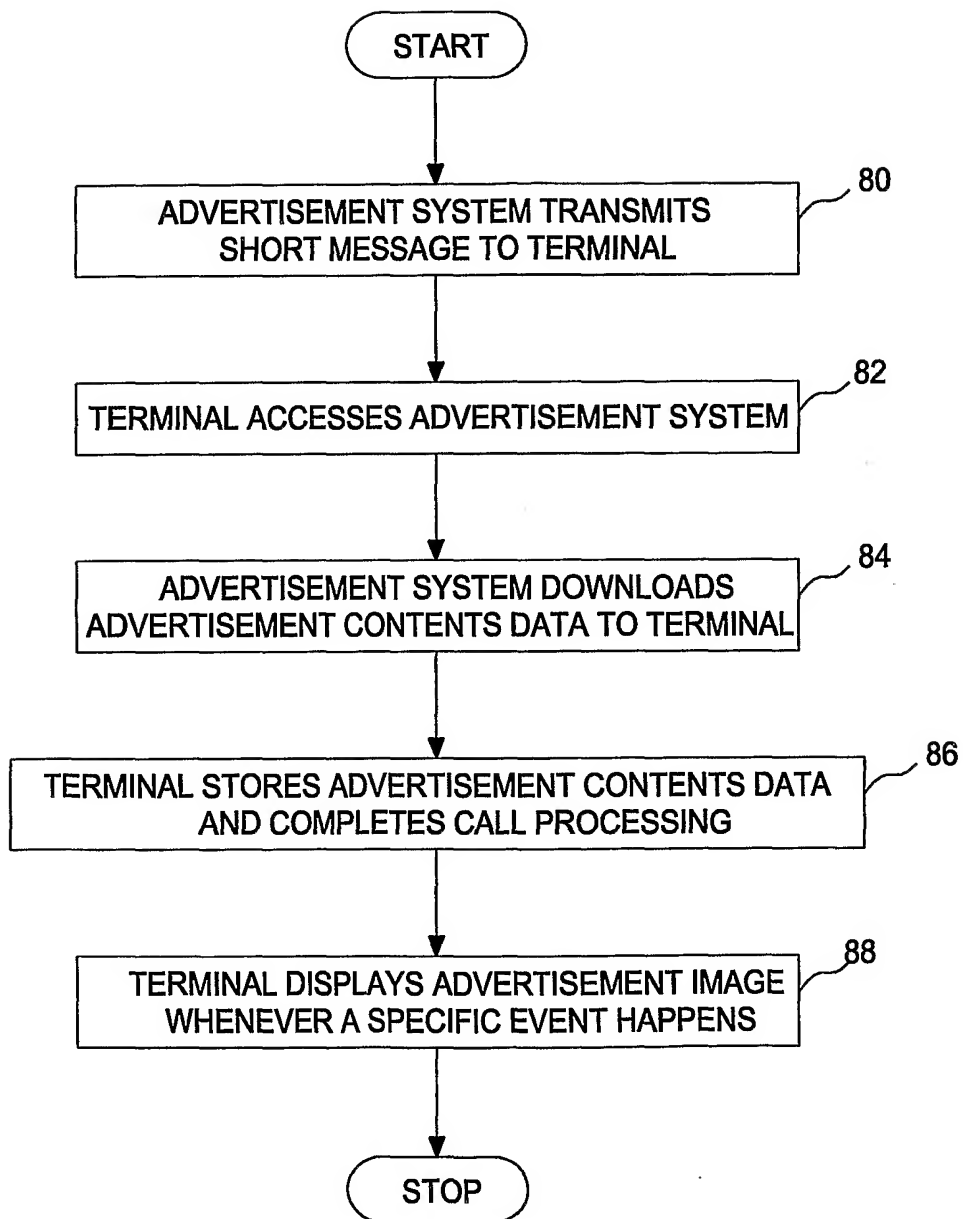 START
80
ADVERTISEMENT SYSTEM TRANSMITS
SHORT MESSAGE TO TERMINAL
82
TERMINAL ACCESSES ADVERTISEMENT SYSTEM
84
ADVERTISEMENT SYSTEM DOWNLOADS
ADVERTISEMENT CONTENTS DATA TO TERMINAL
86
TERMINAL STORES ADVERTISEMENT CONTENTS DATA
AND COMPLETES CALL PROCESSING
88
TERMINAL DISPLAYS ADVERTISEMENT IMAGE
WHENEVER A SPECIFIC EVENT HAPPENS
STOP